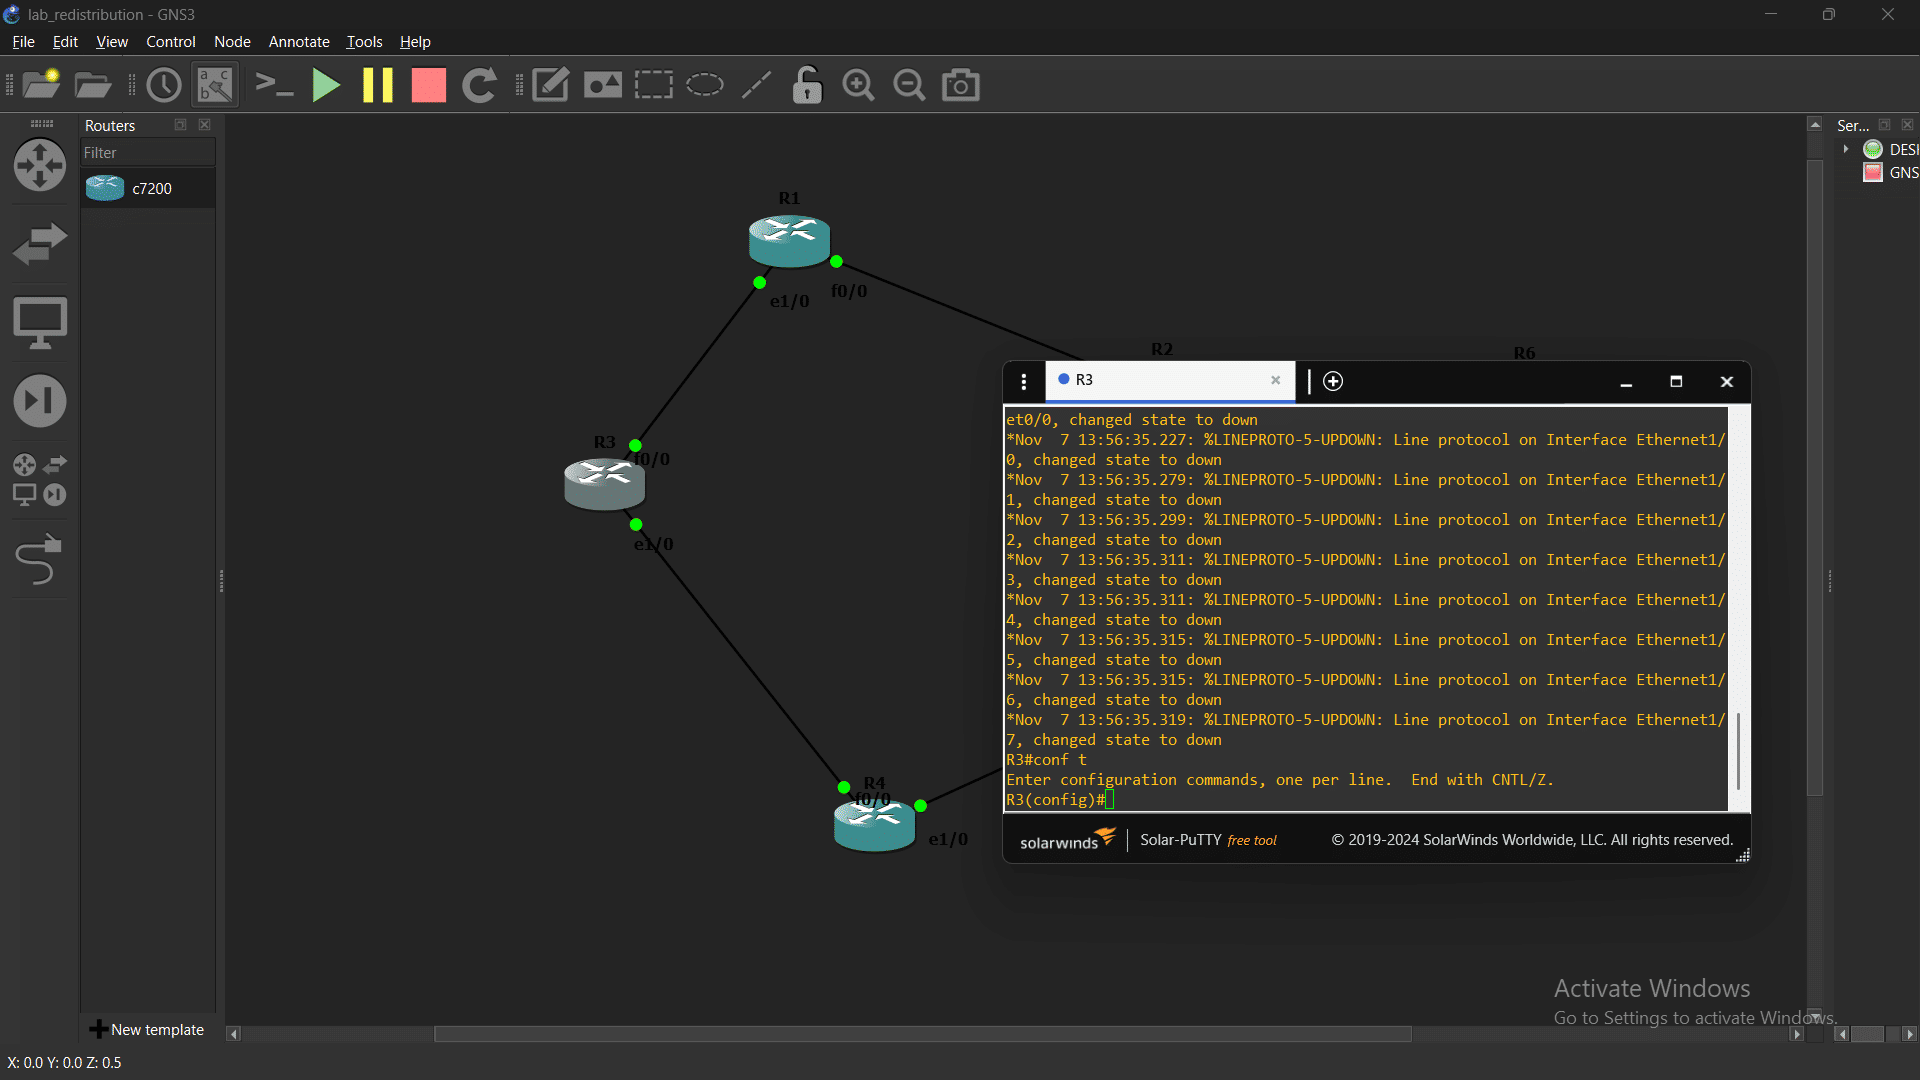 lab_redistribution - GNS3
File Edit View Control Node Annotate Tools Help
Routers
Filter
c7200
New template
X: 0.0 Y: 0.0 Z: 0.5
R1
e1/0
f0/0
R2
R6
R3
f0/0
e1/0
R4
f0/0
e1/0
Ser...
DESI
GNS
R3
et0/0, changed state to down
*Nov  7 13:56:35.227: %LINEPROTO-5-UPDOWN: Line protocol on Interface Ethernet1/
0, changed state to down
*Nov  7 13:56:35.279: %LINEPROTO-5-UPDOWN: Line protocol on Interface Ethernet1/
1, changed state to down
*Nov  7 13:56:35.299: %LINEPROTO-5-UPDOWN: Line protocol on Interface Ethernet1/
2, changed state to down
*Nov  7 13:56:35.311: %LINEPROTO-5-UPDOWN: Line protocol on Interface Ethernet1/
3, changed state to down
*Nov  7 13:56:35.311: %LINEPROTO-5-UPDOWN: Line protocol on Interface Ethernet1/
4, changed state to down
*Nov  7 13:56:35.315: %LINEPROTO-5-UPDOWN: Line protocol on Interface Ethernet1/
5, changed state to down
*Nov  7 13:56:35.315: %LINEPROTO-5-UPDOWN: Line protocol on Interface Ethernet1/
6, changed state to down
*Nov  7 13:56:35.319: %LINEPROTO-5-UPDOWN: Line protocol on Interface Ethernet1/
7, changed state to down
R3#conf t
Enter configuration commands, one per line.  End with CNTL/Z.
R3(config)#
solarwinds Solar-PuTTY free tool © 2019-2024 SolarWinds Worldwide, LLC. All rights reserved.
Activate Windows
Go to Settings to activate Windows.